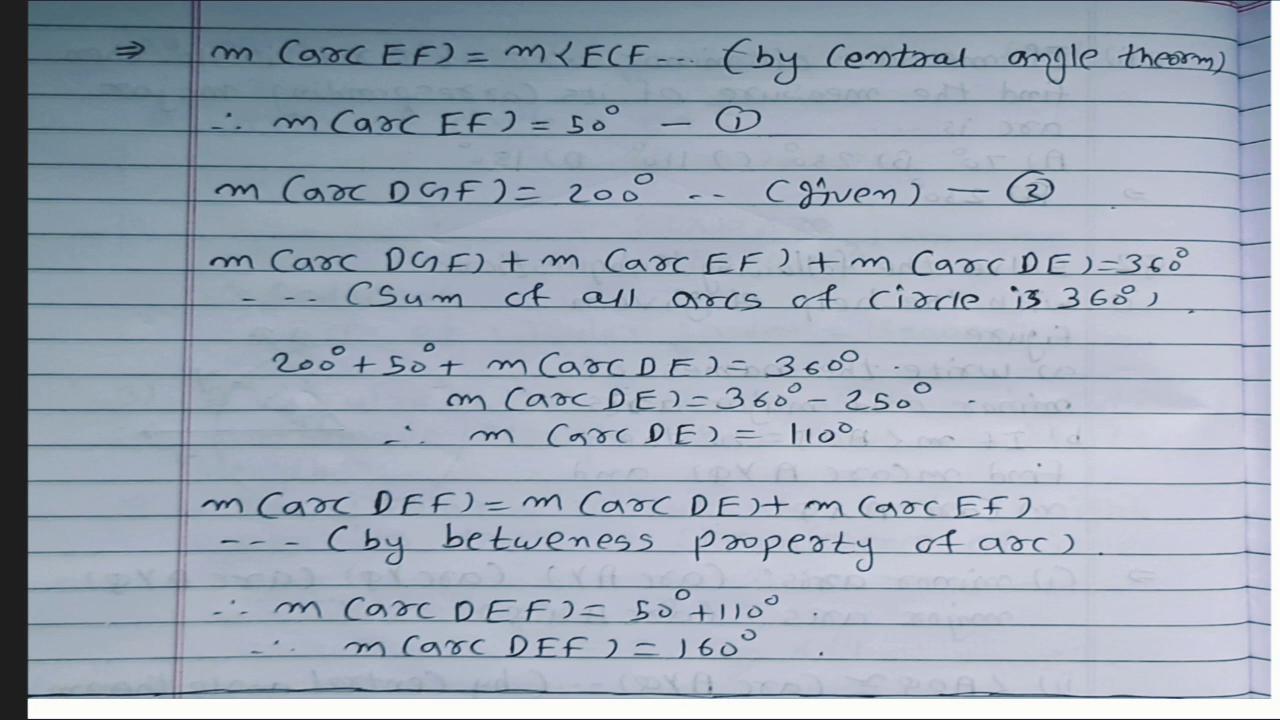 ⇒ m (arc EF) = m∠ECF --- (by central angle theorm)
∴ m (arc EF) = 50° — ①
m (arc DGF) = 200° -- (given) — ②
m (arc DGF) + m (arc EF) + m (arc DE) = 360°
---- (Sum of all arcs of circle is 360°)
200° + 50° + m (arc DE) = 360°
m (arc DE) = 360° - 250°
∴ m (arc DE) = 110°
m (arc DEF) = m (arc DE) + m (arc EF)
---- (by betweness property of arc)
∴ m (arc DEF) = 50° + 110°
∴ m (arc DEF) = 160°